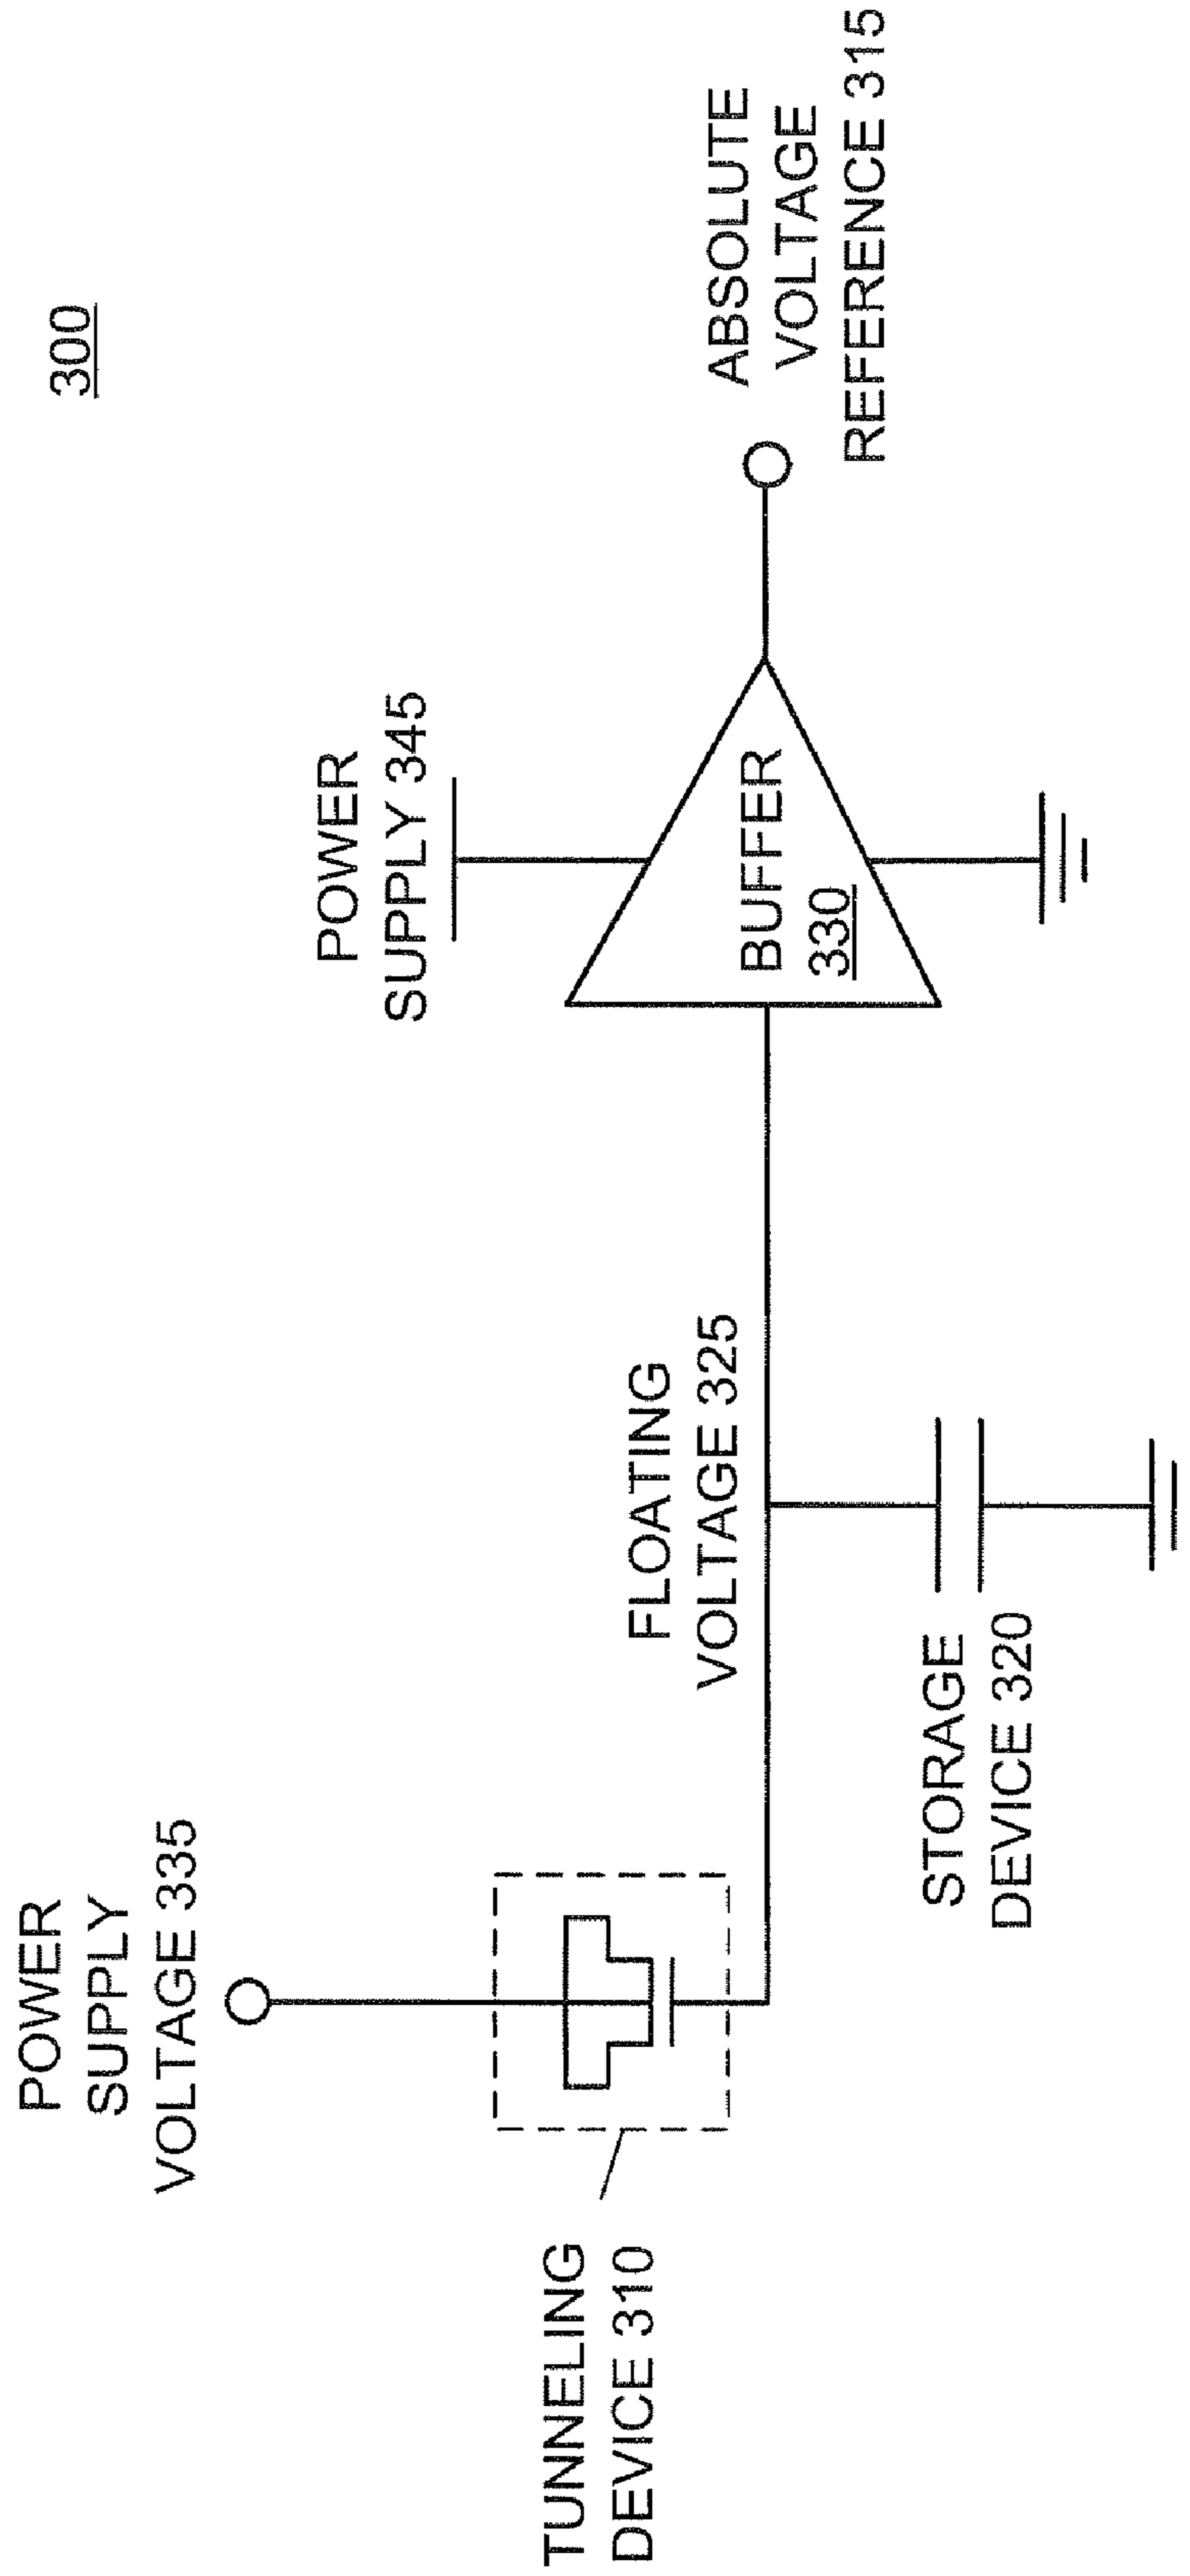 300
POWER
SUPPLY
VOLTAGE 335
TUNNELING
DEVICE 310
FLOATING
VOLTAGE 325
STORAGE
DEVICE 320
POWER
SUPPLY 345
BUFFER
330
ABSOLUTE
VOLTAGE
REFERENCE 315